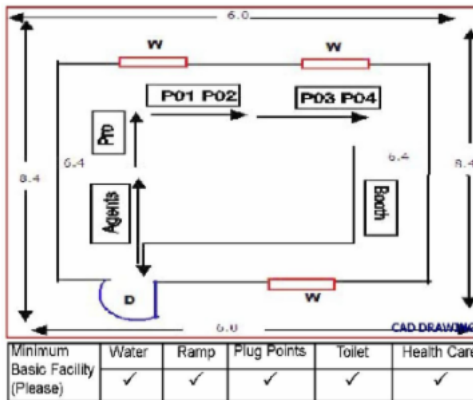 6.0
W W
P01 P02 P03 P04
Pro
6.4 6.4
8.4 8.4
Agents Booth
D
W
6.0
CAD DRAWING
Minimum Basic Facility (Please) Water Ramp Plug Points Toilet Health Care
✓ ✓ ✓ ✓ ✓